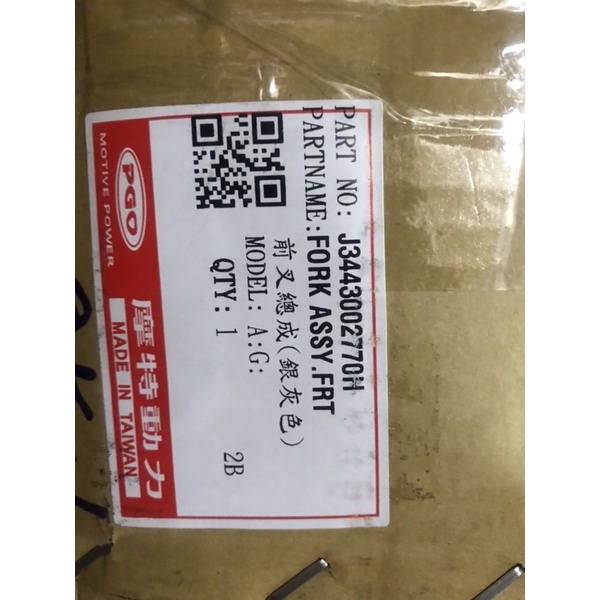 PART NO: J3443002770H
PARTNAME:FORK ASSY.FRT
前叉總成(銀灰色)
MODEL: A:G:
QTY: 1
2B
PGO
MOTIVE POWER
摩特動力
MADE IN TAIWAN